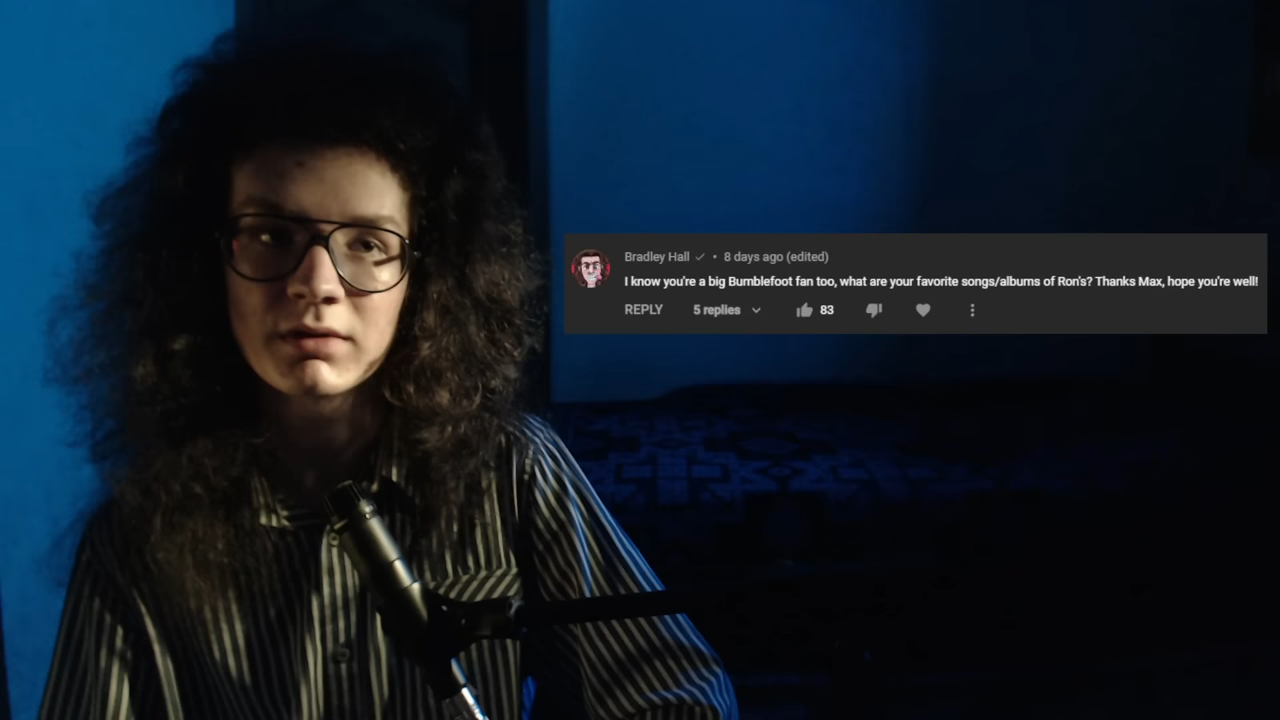 Bradley Hall ✓ • 8 days ago (edited)
I know you're a big Bumblefoot fan too, what are your favorite songs/albums of Ron's? Thanks Max, hope you're well!
REPLY 5 replies 83